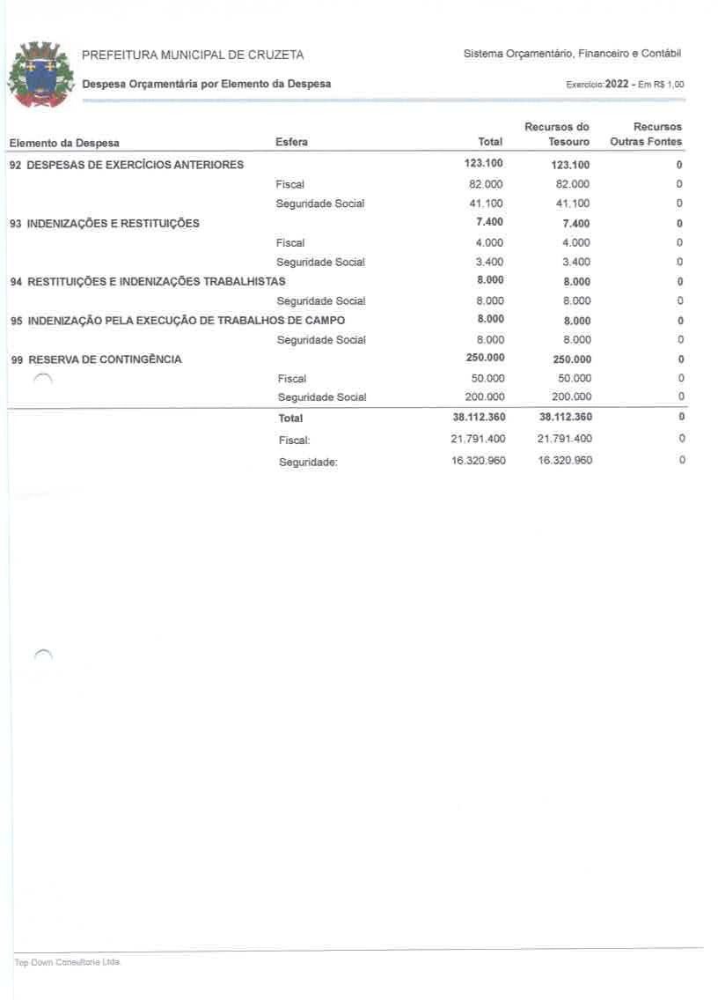 PREFEITURA MUNICIPAL DE CRUZETA Sistema Orçamentário, Financeiro e Contábil
Despesa Orçamentária por Elemento da Despesa Exercício:2022 - Em R$ 1,00
Recursos do Recursos
Elemento da Despesa Esfera Total Tesouro Outras Fontes
92 DESPESAS DE EXERCÍCIOS ANTERIORES 123.100 123.100 0
Fiscal 82.000 82.000 0
Seguridade Social 41.100 41.100 0
93 INDENIZAÇÕES E RESTITUIÇÕES 7.400 7.400 0
Fiscal 4.000 4.000 0
Seguridade Social 3.400 3.400 0
94 RESTITUIÇÕES E INDENIZAÇÕES TRABALHISTAS 8.000 8.000 0
Seguridade Social 8.000 8.000 0
95 INDENIZAÇÃO PELA EXECUÇÃO DE TRABALHOS DE CAMPO 8.000 8.000 0
Seguridade Social 8.000 8.000 0
99 RESERVA DE CONTINGÊNCIA 250.000 250.000 0
Fiscal 50.000 50.000 0
Seguridade Social 200.000 200.000 0
Total 38.112.360 38.112.360 0
Fiscal: 21.791.400 21.791.400 0
Seguridade: 16.320.960 16.320.960 0
Top Down Consultoria Ltda.